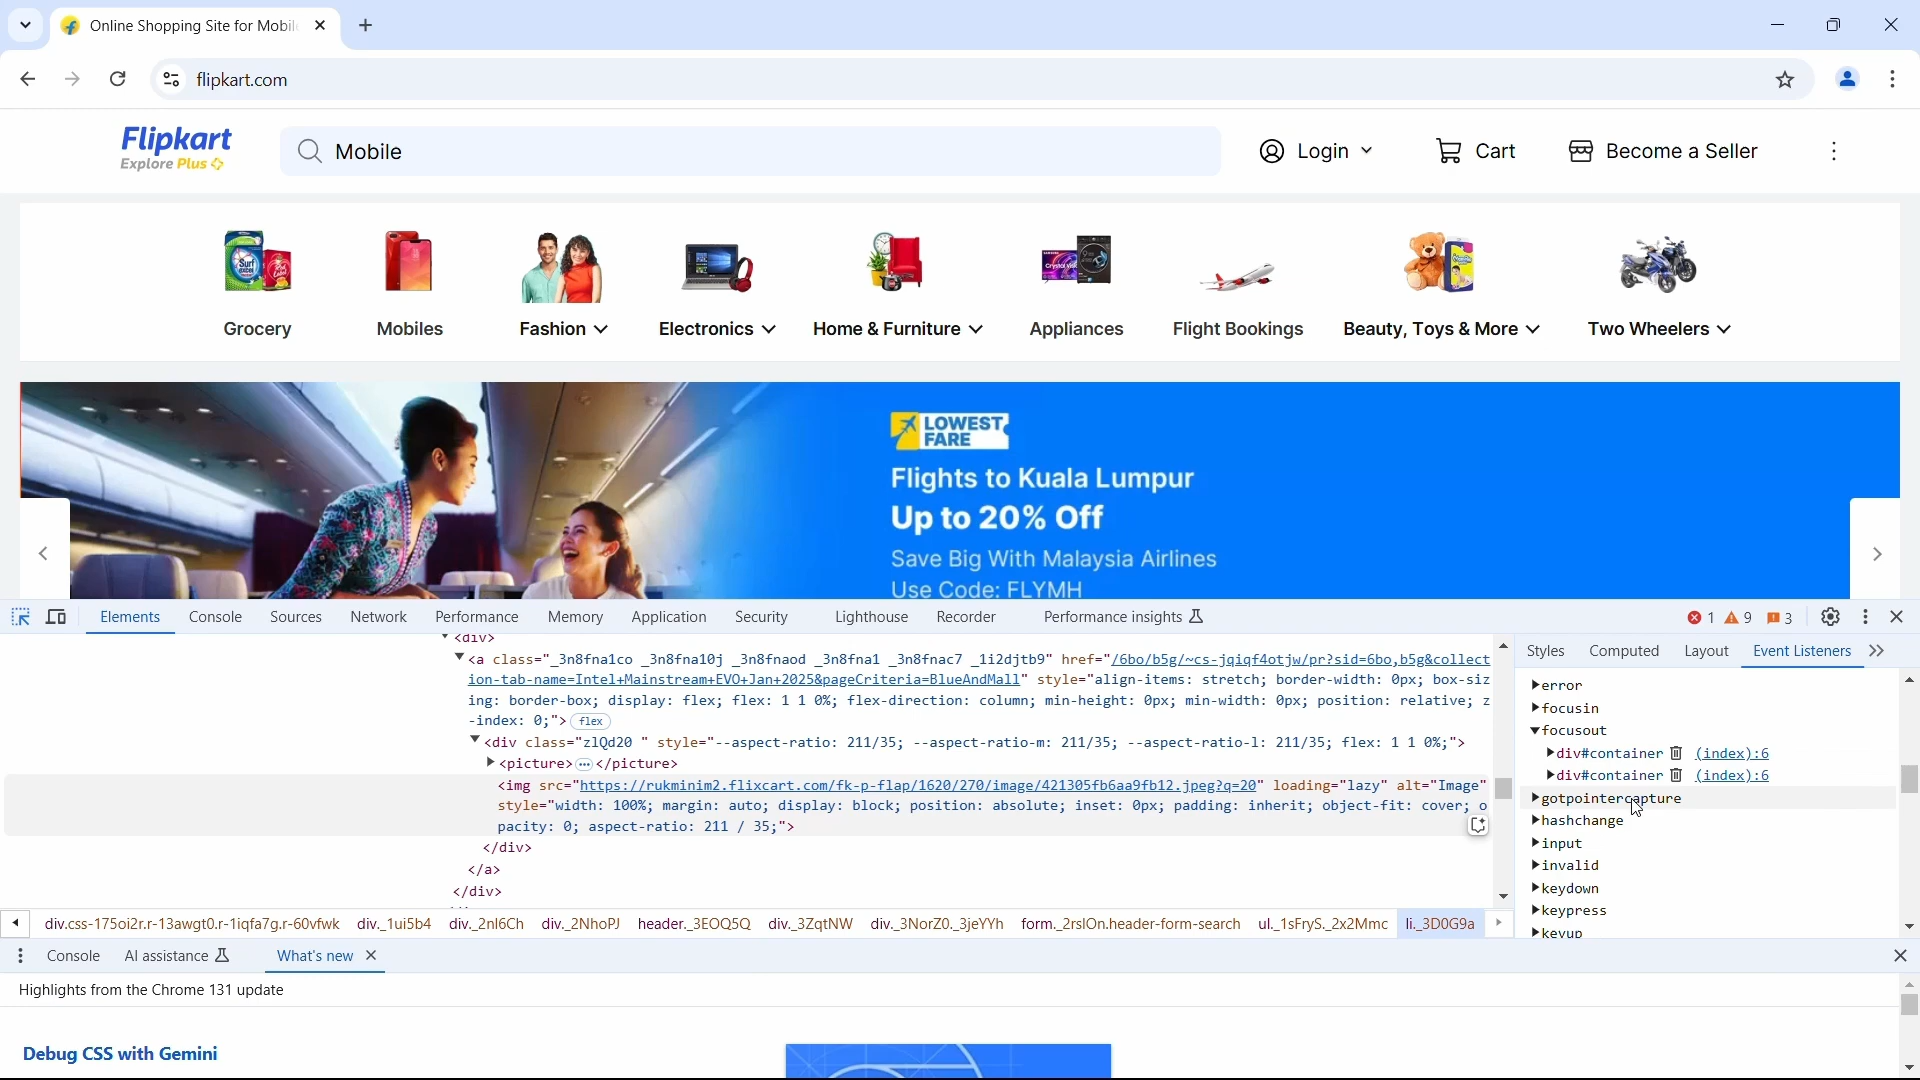 Online Shopping Site for Mobil
flipkart.com
Flipkart
Explore Plus
Mobile
Login
Cart
Become a Seller
Grocery
Mobiles
Fashion
Electronics
Home & Furniture
Appliances
Flight Bookings
Beauty, Toys & More
Two Wheelers
LOWEST
FARE
Flights to Kuala Lumpur
Up to 20% Off
Save Big With Malaysia Airlines
Use Code: FLYMH
Elements
Console
Sources
Network
Performance
Memory
Application
Security
Lighthouse
Recorder
Performance insights
1
9
3
<div>
<a class="_3n8fna1co _3n8fna10j _3n8fnaod _3n8fna1 _3n8fnac7 _1i2djtb9" href="/6bo/b5g/~cs-jqiqf4otjw/pr?sid=6bo,b5g&collect
ion-tab-name=Intel+Mainstream+EVO+Jan+2025&pageCriteria=BlueAndMall" style="align-items: stretch; border-width: 0px; box-siz
ing: border-box; display: flex; flex: 1 1 0%; flex-direction: column; min-height: 0px; min-width: 0px; position: relative; z
-index: 0;"> flex
<div class="zlQd20 " style="--aspect-ratio: 211/35; --aspect-ratio-m: 211/35; --aspect-ratio-l: 211/35; flex: 1 1 0%;">
<picture> … </picture>
<img src="https://rukminim2.flixcart.com/fk-p-flap/1620/270/image/421305fb6aa9fb12.jpeg?q=20" loading="lazy" alt="Image"
style="width: 100%; margin: auto; display: block; position: absolute; inset: 0px; padding: inherit; object-fit: cover; o
pacity: 0; aspect-ratio: 211 / 35;">
</div>
</a>
</div>
Styles
Computed
Layout
Event Listeners
error
focusin
focusout
div#container (index):6
div#container (index):6
gotpointercapture
hashchange
input
invalid
keydown
keypress
keyup
div.css-175oi2r.r-13awgt0.r-1iqfa7g.r-60vfwk
div._1ui5b4
div._2nl6Ch
div._2NhoPJ
header._3EOQ5Q
div._3ZqtNW
div._3NorZ0._3jeYYh
form._2rslOn.header-form-search
ul._1sFryS._2x2Mmc
li._3D0G9a
Console
AI assistance
What's new
Highlights from the Chrome 131 update
Debug CSS with Gemini